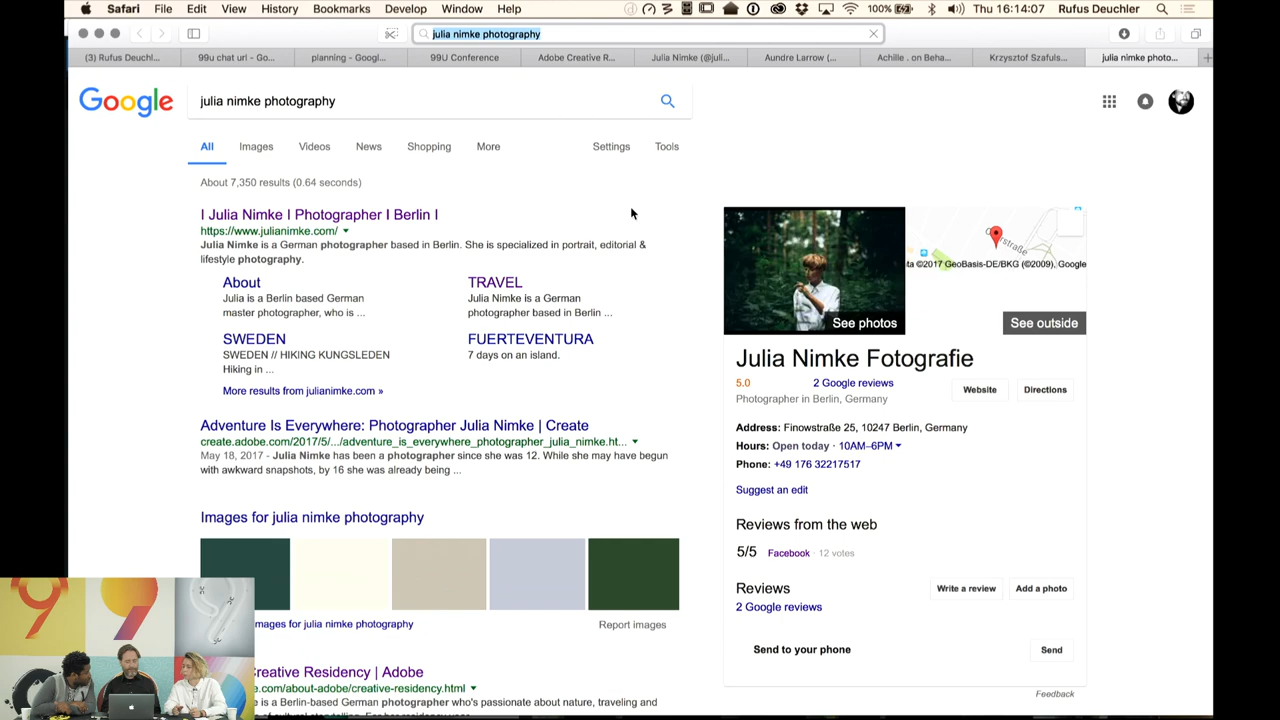 Safari File Edit View History Bookmarks Develop Window Help 100% Thu 16:14:07 Rufus Deuchler
julia nimke photography
(3) Rufus Deuchl... 99u chat url - Go... planning - Googl... 99U Conference Adobe Creative R... Julia Nimke (@juli... Aundre Larrow (... Achille . on Beha... Krzysztof Szafuls... julia nimke photo...
Google julia nimke photography
All Images Videos News Shopping More Settings Tools
About 7,350 results (0.64 seconds)
I Julia Nimke I Photographer I Berlin I
https://www.julianimke.com/
Julia Nimke is a German photographer based in Berlin. She is specialized in portrait, editorial &
lifestyle photography.
About
Julia is a Berlin based German
master photographer, who is ...
TRAVEL
Julia Nimke is a German
photographer based in Berlin ...
SWEDEN
SWEDEN // HIKING KUNGSLEDEN
Hiking in ...
FUERTEVENTURA
7 days on an island.
More results from julianimke.com »
Adventure Is Everywhere: Photographer Julia Nimke | Create
create.adobe.com/2017/5/.../adventure_is_everywhere_photographer_julia_nimke.ht...
May 18, 2017 - Julia Nimke has been a photographer since she was 12. While she may have begun
with awkward snapshots, by 16 she was already being ...
Images for julia nimke photography
mages for julia nimke photography
Report images
Creative Residency | Adobe
e.com/about-adobe/creative-residency.html
e is a Berlin-based German photographer who's passionate about nature, traveling and
See photos
©2017 GeoBasis-DE/BKG (©2009), Google
See outside
Julia Nimke Fotografie
5.0 2 Google reviews
Photographer in Berlin, Germany
Website Directions
Address: Finowstraße 25, 10247 Berlin, Germany
Hours: Open today · 10AM–6PM
Phone: +49 176 32217517
Suggest an edit
Reviews from the web
5/5 Facebook · 12 votes
Reviews
Write a review Add a photo
2 Google reviews
Send to your phone Send
Feedback
9 9